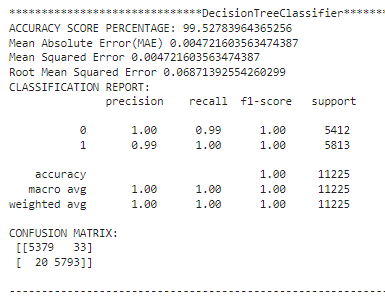 *****************************DecisionTreeClassifier******
ACCURACY SCORE PERCENTAGE: 99.52783964365256
Mean Absolute Error(MAE) 0.004721603563474387
Mean Squared Error 0.004721603563474387
Root Mean Squared Error 0.06871392554260299
CLASSIFICATION REPORT:
precision recall f1-score support
0 1.00 0.99 1.00 5412
1 0.99 1.00 1.00 5813
accuracy 1.00 11225
macro avg 1.00 1.00 1.00 11225
weighted avg 1.00 1.00 1.00 11225
CONFUSION MATRIX:
[[5379 33]
[ 20 5793]]
--------------------------------------------------------